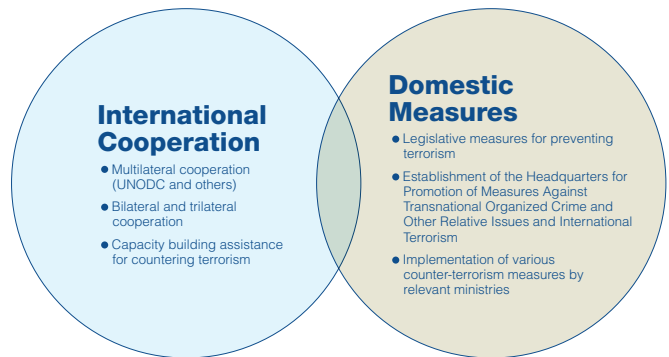 International
Cooperation
● Multilateral cooperation
(UNODC and others)
● Bilateral and trilateral
cooperation
● Capacity building assistance
for countering terrorism
Domestic
Measures
● Legislative measures for preventing
terrorism
● Establishment of the Headquarters for
Promotion of Measures Against
Transnational Organized Crime and
Other Relative Issues and International
Terrorism
● Implementation of various
counter-terrorism measures by
relevant ministries